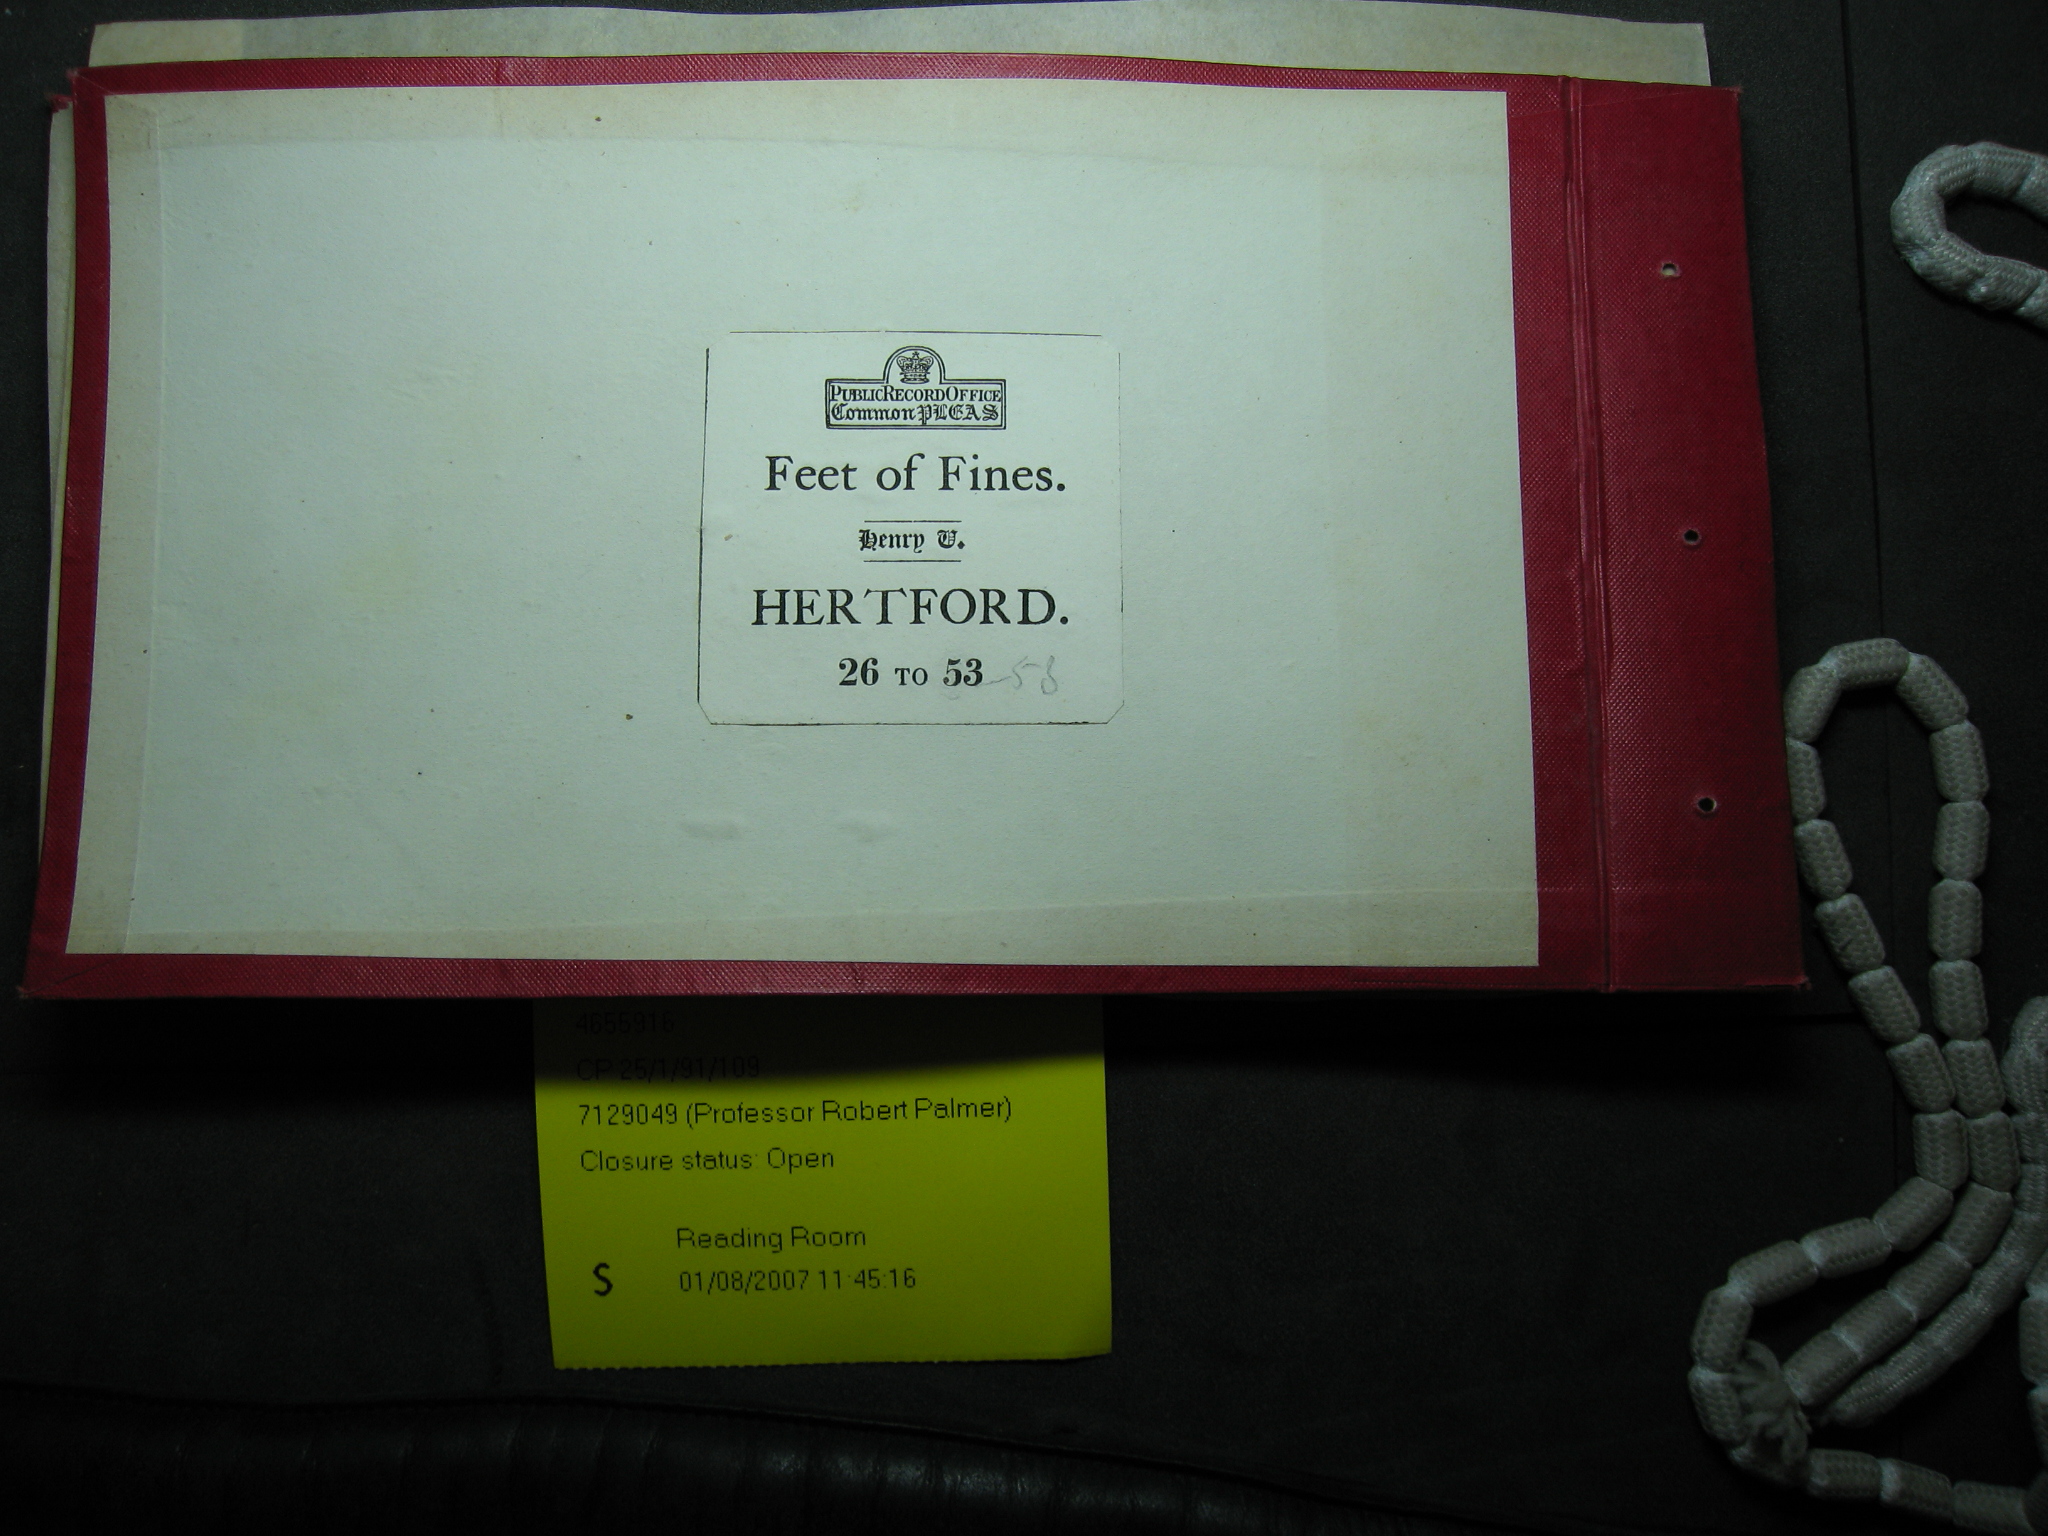 PUBLIC RECORD OFFICE
Common PLEAS
Feet of Fines.
Henry V.
HERTFORD.
26 TO 53 - 58
4655916
CP 25/1/91/109
7129049 (Professor Robert Palmer)
Closure status: Open
Reading Room
S 01/08/2007 11:45:16